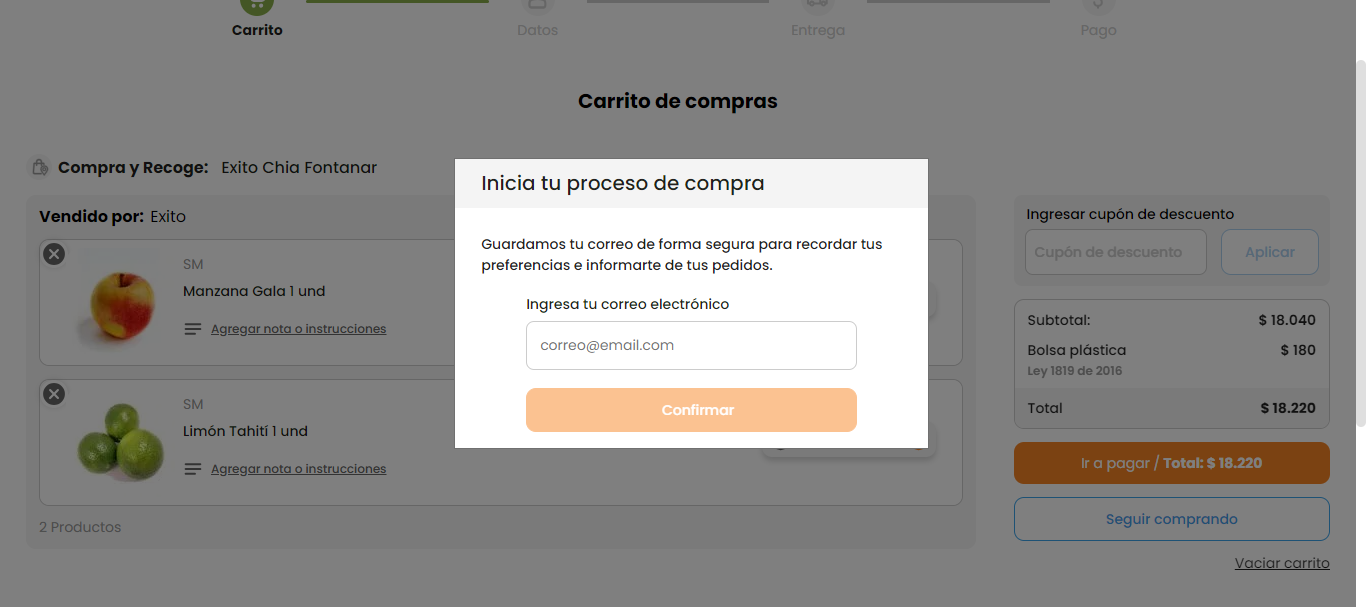 Carrito
Datos
Entrega
Pago
Carrito de compras
Compra y Recoge: Exito Chia Fontanar
Vendido por: Exito
SM
Manzana Gala 1 und
Agregar nota o instrucciones
SM
Limón Tahití 1 und
Agregar nota o instrucciones
2 Productos
Inicia tu proceso de compra
Guardamos tu correo de forma segura para recordar tus
preferencias e informarte de tus pedidos.
Ingresa tu correo electrónico
correo@email.com
Confirmar
Ingresar cupón de descuento
Cupón de descuento
Aplicar
Subtotal: $ 18.040
Bolsa plástica $ 180
Ley 1819 de 2016
Total $ 18.220
Ir a pagar / Total: $ 18.220
Seguir comprando
Vaciar carrito